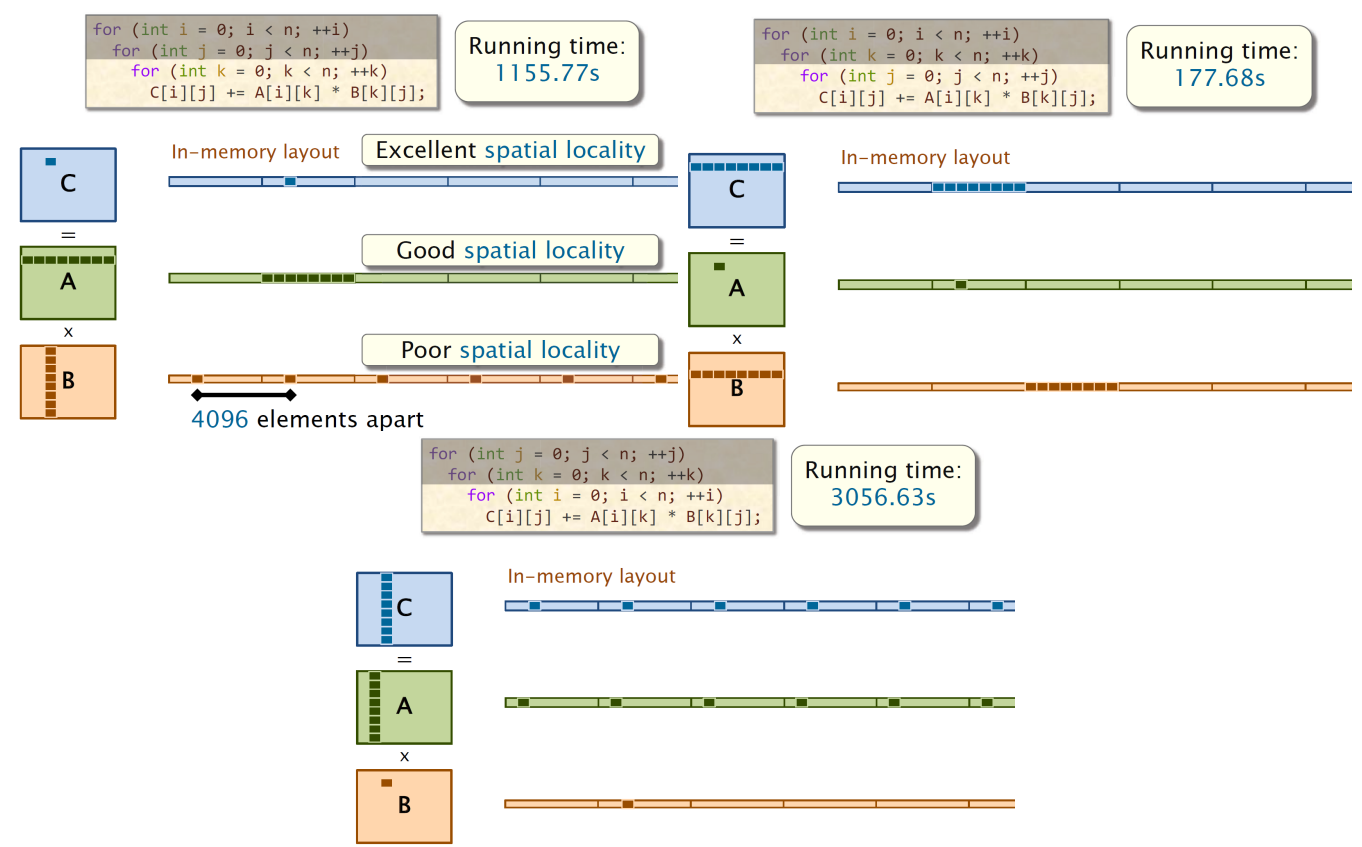 for (int i = 0; i < n; ++i)
for (int j = 0; j < n; ++j)
for (int k = 0; k < n; ++k)
C[i][j] += A[i][k] * B[k][j];
Running time:
1155.77s
In-memory layout
Excellent spatial locality
C
=
Good spatial locality
A
x
Poor spatial locality
B
4096 elements apart
for (int i = 0; i < n; ++i)
for (int k = 0; k < n; ++k)
for (int j = 0; j < n; ++j)
C[i][j] += A[i][k] * B[k][j];
Running time:
177.68s
In-memory layout
C
=
A
x
B
for (int j = 0; j < n; ++j)
for (int k = 0; k < n; ++k)
for (int i = 0; i < n; ++i)
C[i][j] += A[i][k] * B[k][j];
Running time:
3056.63s
In-memory layout
C
=
A
x
B